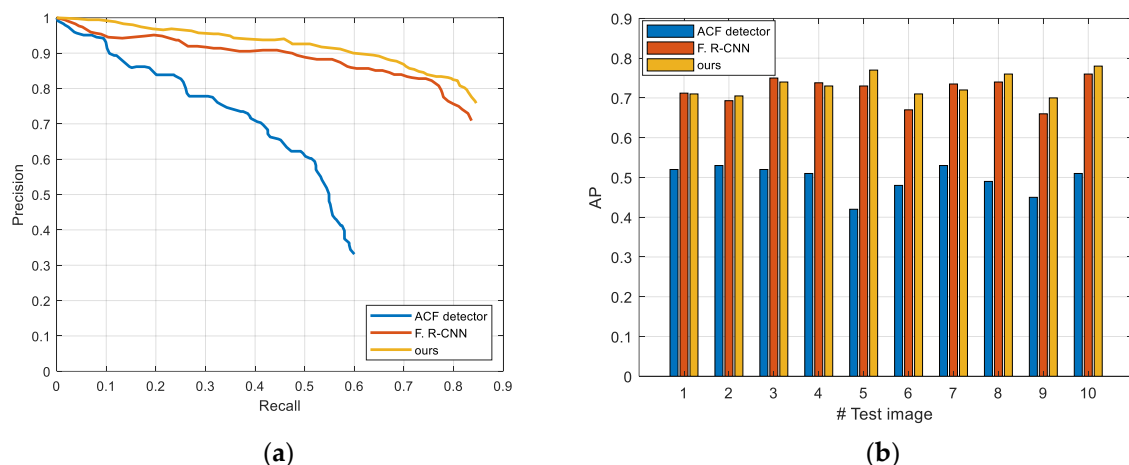 1
0.9
0.8
0.7
0.6
0.5
0.4
0.3
0.2
0.1
0
Precision
0 0.1 0.2 0.3 0.4 0.5 0.6 0.7 0.8 0.9
Recall
ACF detector
F. R-CNN
ours
(a)
0.9
0.8
0.7
0.6
0.5
0.4
0.3
0.2
0.1
0
AP
ACF detector
F. R-CNN
ours
1 2 3 4 5 6 7 8 9 10
# Test image
(b)